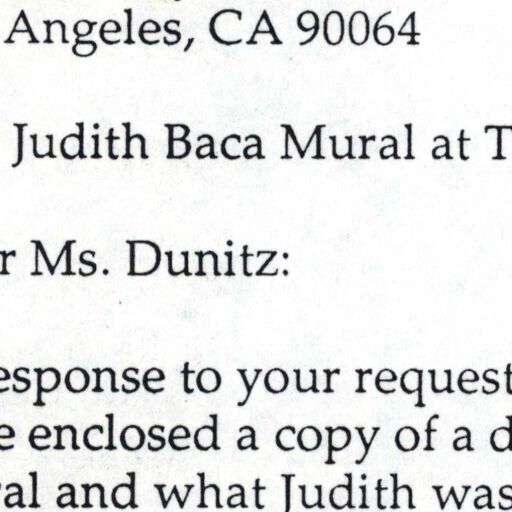 Angeles, CA 90064
Judith Baca Mural at T
r Ms. Dunitz:
esponse to your request
e enclosed a copy of a d
al and what Judith was